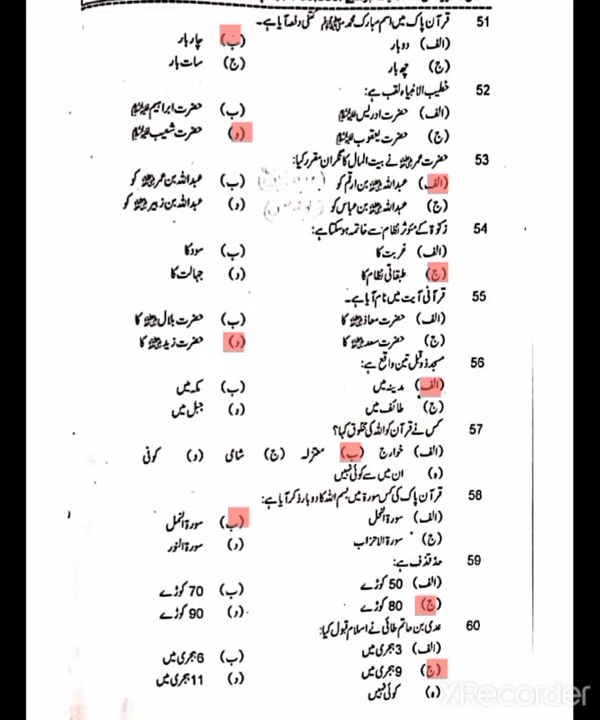 51 قرآن پاک میں اسم مبارک محمد ﷺ کتنی دفعہ آیا ہے۔
(الف) دو بار (ب) چار بار
(ج) چھ بار (ج) سات بار
52 خطیب الانبیاء لقب ہے:
(الف) حضرت ادریس علیہ السلام (ب) حضرت ابراہیم علیہ السلام
(ج) حضرت یعقوب علیہ السلام (د) حضرت شعیب علیہ السلام
53 حضرت عمر رضی اللہ عنہ نے بیت المال کا نگران مقرر کیا:
(الف) عبداللہ رضی اللہ عنہ بن ارقم کو (ب) عبداللہ بن عمر رضی اللہ عنہ کو
(ج) عبداللہ رضی اللہ عنہ بن عباس کو (د) عبداللہ بن زبیر رضی اللہ عنہ کو
54 زکوٰۃ کے مؤثر نظام سے خاتمہ ہو سکتا ہے:
(الف) غربت کا (ب) سود کا
(ج) طبقاتی نظام کا (د) جہالت کا
55 قرآنی آیت میں نام آیا ہے۔
(الف) حضرت معاذ رضی اللہ عنہ کا (ب) حضرت بلال رضی اللہ عنہ کا
(ج) حضرت سعد رضی اللہ عنہ کا (د) حضرت زید رضی اللہ عنہ کا
56 مسجد ذو قبلتین واقع ہے:
(الف) مدینہ میں (ب) مکہ میں
(ج) طائف میں (د) جبل میں
57 کس نے قرآن کو اللہ کی مخلوق کہا؟
(الف) خوارج (ب) معتزلہ (ج) شامی (د) کوفی
(ہ) ان میں سے کوئی نہیں
58 قرآن پاک کی کس سورۃ میں بسم اللہ کا دوبار ذکر آیا ہے:
(الف) سورۃ النحل (ب) سورۃ النمل
(ج) سورۃ الاحزاب (د) سورۃ النور
59 حد قذف ہے:
(الف) 50 کوڑے (ب) 70 کوڑے
(ج) 80 کوڑے (د) 90 کوڑے
60 عدی بن حاتم طائی نے اسلام قبول کیا:
(الف) 3 ہجری میں (ب) 6 ہجری میں
(ج) 9 ہجری میں (د) 11 ہجری میں
(ہ) کوئی نہیں
XRecorder